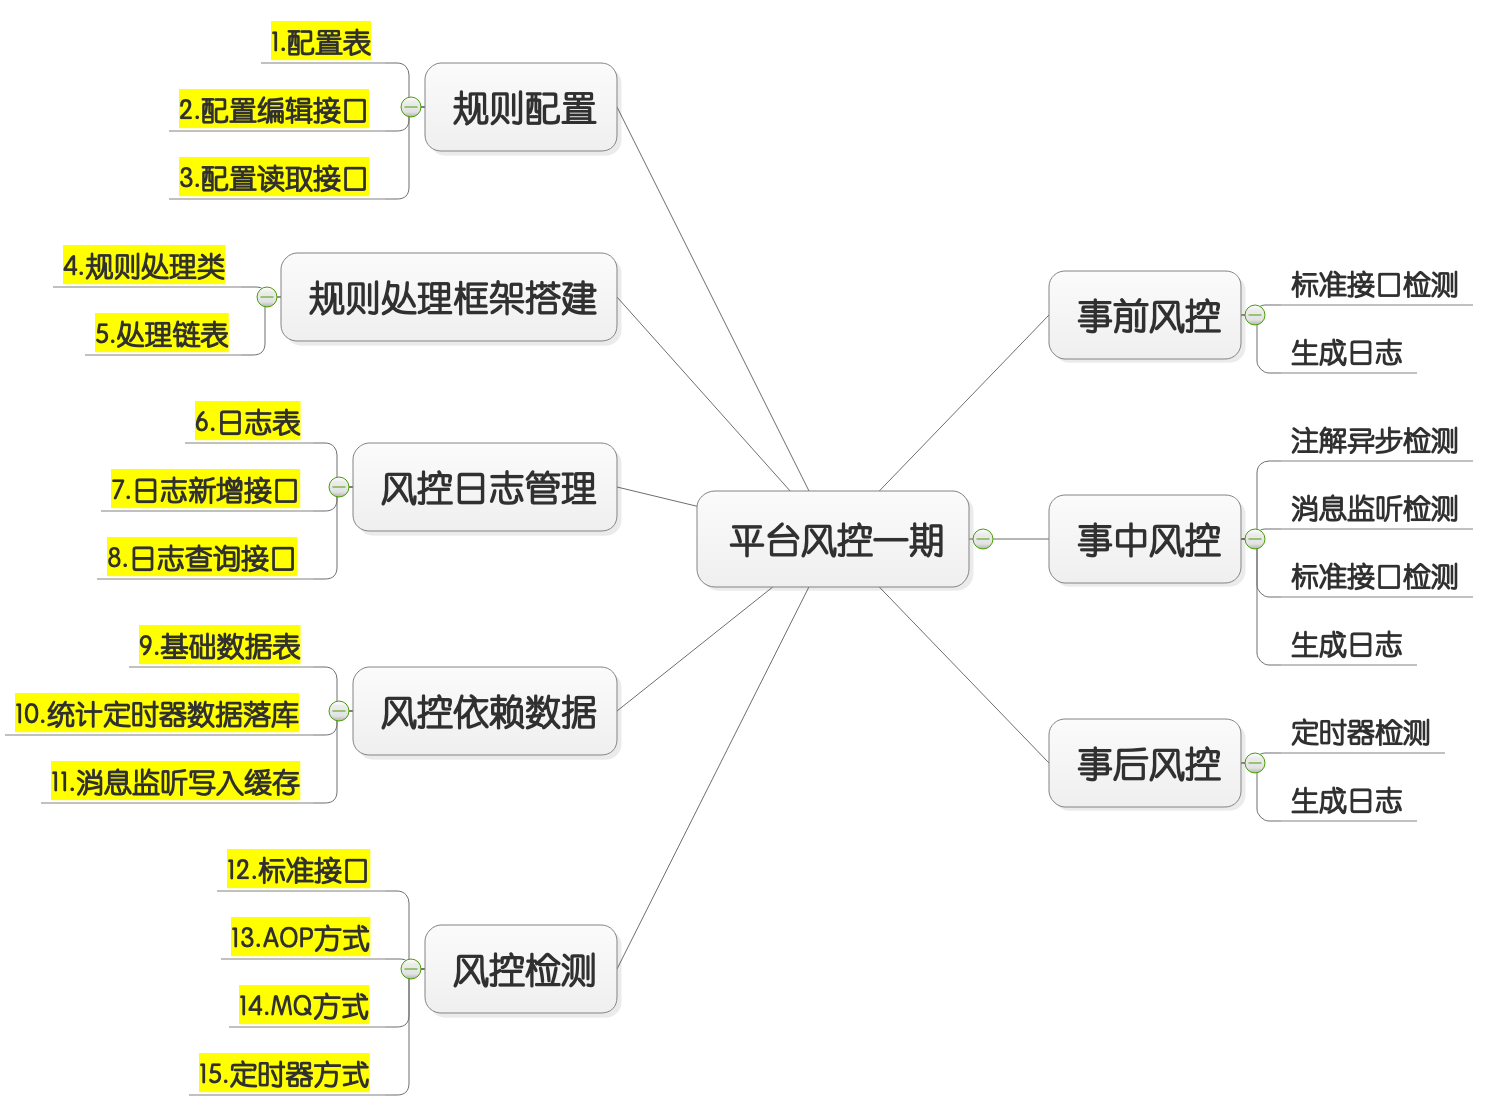 1.配置表
2.配置编辑接口
3.配置读取接口
规则配置
4.规则处理类
5.处理链表
规则处理框架搭建
6.日志表
7.日志新增接口
8.日志查询接口
风控日志管理
9.基础数据表
10.统计定时器数据落库
11.消息监听写入缓存
风控依赖数据
12.标准接口
13.AOP方式
14.MQ方式
15.定时器方式
风控检测
平台风控一期
事前风控
标准接口检测
生成日志
事中风控
注解异步检测
消息监听检测
标准接口检测
生成日志
事后风控
定时器检测
生成日志